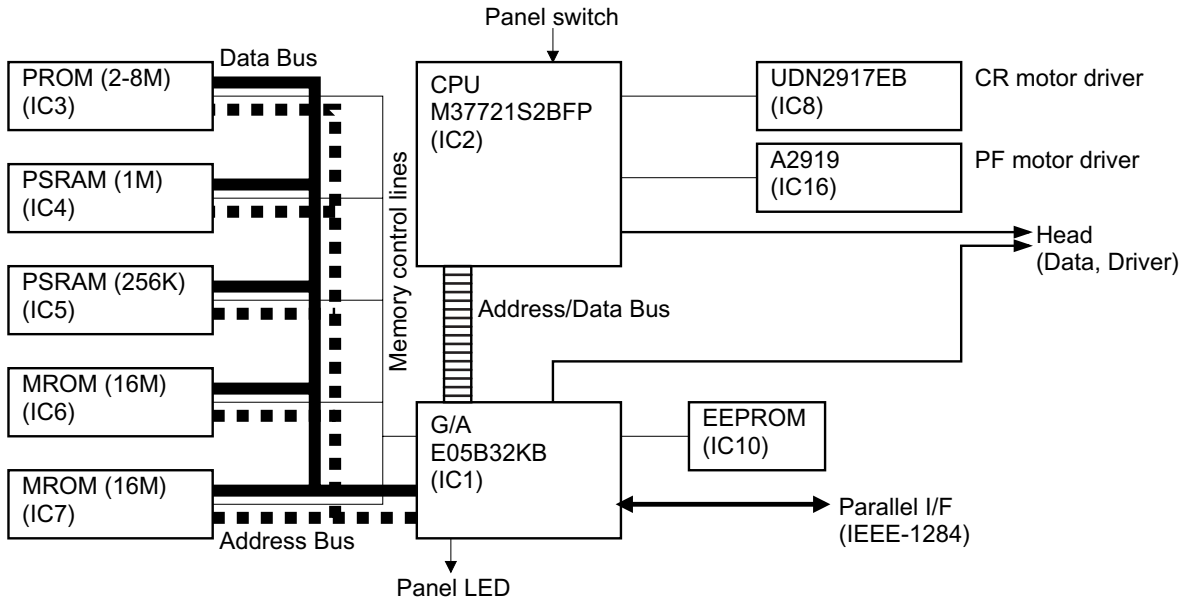 Panel switch
Data Bus
PROM (2-8M)
(IC3)
PSRAM (1M)
(IC4)
PSRAM (256K)
(IC5)
MROM (16M)
(IC6)
MROM (16M)
(IC7)
Address Bus
Memory control lines
CPU
M37721S2BFP
(IC2)
UDN2917EB
(IC8)
CR motor driver
A2919
(IC16)
PF motor driver
Head
(Data, Driver)
Address/Data Bus
G/A
E05B32KB
(IC1)
EEPROM
(IC10)
Parallel I/F
(IEEE-1284)
Panel LED